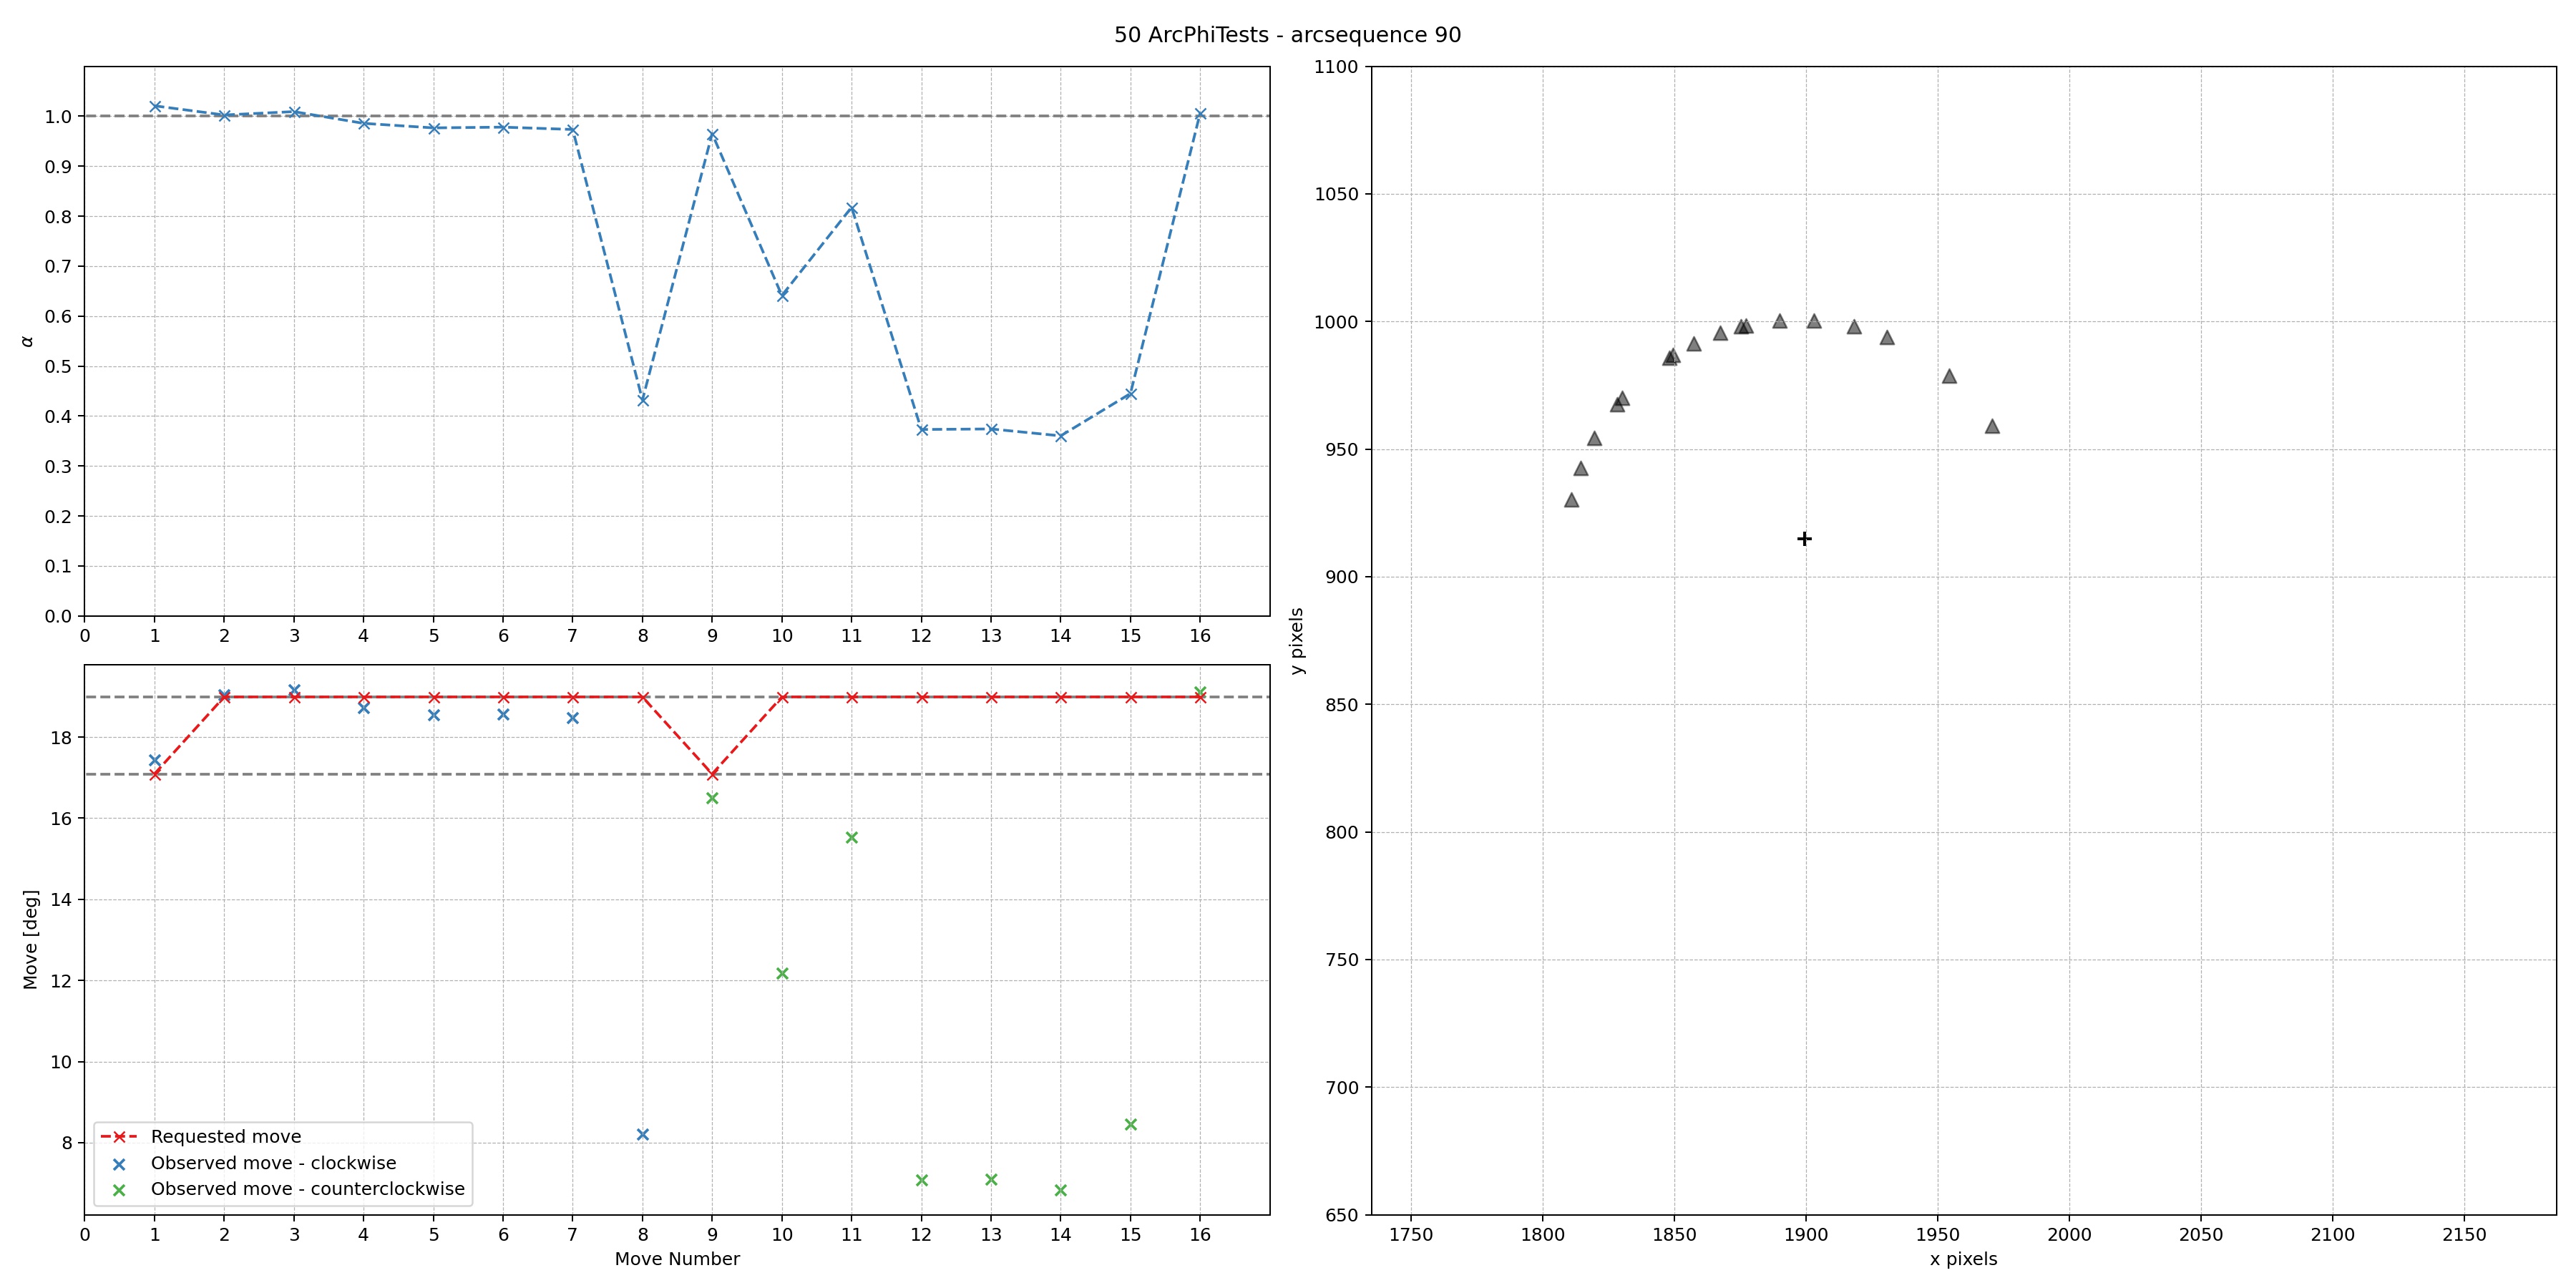 50 ArcPhiTests - arcsequence 90
1.0
0.9
0.8
0.7
0.6
0.5
0.4
0.3
0.2
0.1
0.0
α
0 1 2 3 4 5 6 7 8 9 10 11 12 13 14 15 16
18
16
14
12
10
8
Move [deg]
Requested move
Observed move - clockwise
Observed move - counterclockwise
0 1 2 3 4 5 6 7 8 9 10 11 12 13 14 15 16
Move Number
1100
1050
1000
950
900
850
800
750
700
650
y pixels
1750 1800 1850 1900 1950 2000 2050 2100 2150
x pixels